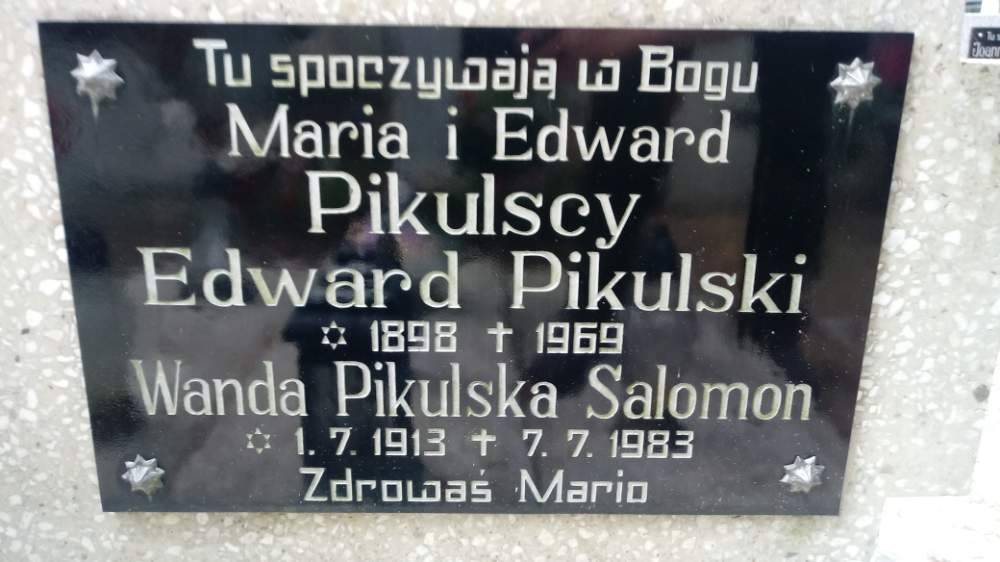 Tu spoczywają w Bogu
Maria i Edward
Pikulscy
Edward Pikulski
✡ 1898 ✝ 1969
Wanda Pikulska Salomon
✡ 1. 7. 1913 ✝ 7. 7. 1983
Zdrowaś Mario